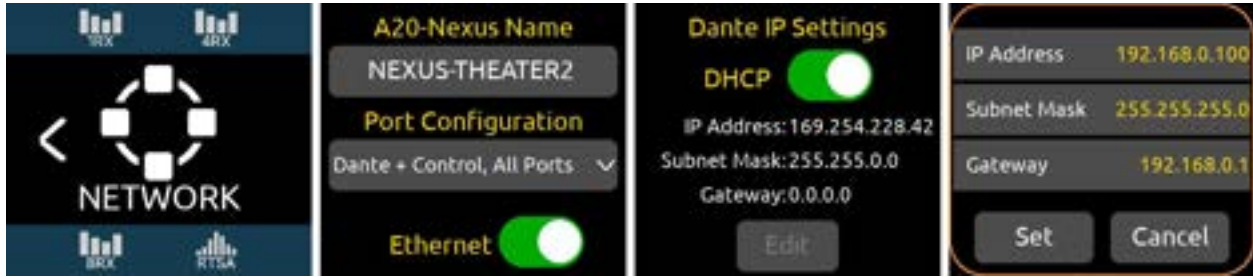 1RX 4RX
NETWORK
8RX RTSA
A20-Nexus Name
NEXUS-THEATER2
Port Configuration
Dante + Control, All Ports
Ethernet
Dante IP Settings
DHCP
IP Address: 169.254.228.42
Subnet Mask: 255.255.0.0
Gateway: 0.0.0.0
Edit
IP Address 192.168.0.100
Subnet Mask 255.255.255.0
Gateway 192.168.0.1
Set Cancel